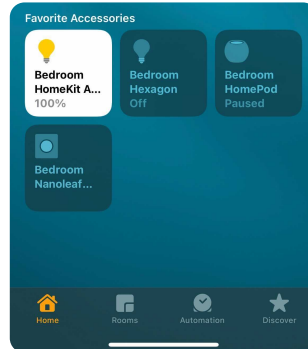 Favorite Accessories
Bedroom
HomeKit A...
100%
Bedroom
Hexagon
Off
Bedroom
HomePod
Paused
Bedroom
Nanoleaf...
Home
Rooms
Automation
Discover